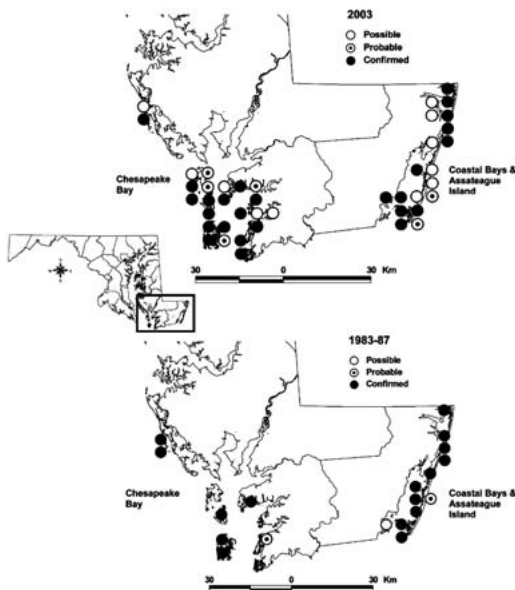 2003
Possible
Probable
Confirmed
Chesapeake
Bay
Coastal Bays &
Assateague
Island
30 0 30 Km
1983-87
Possible
Probable
Confirmed
Chesapeake
Bay
Coastal Bays &
Assateague
Island
30 0 30 Km